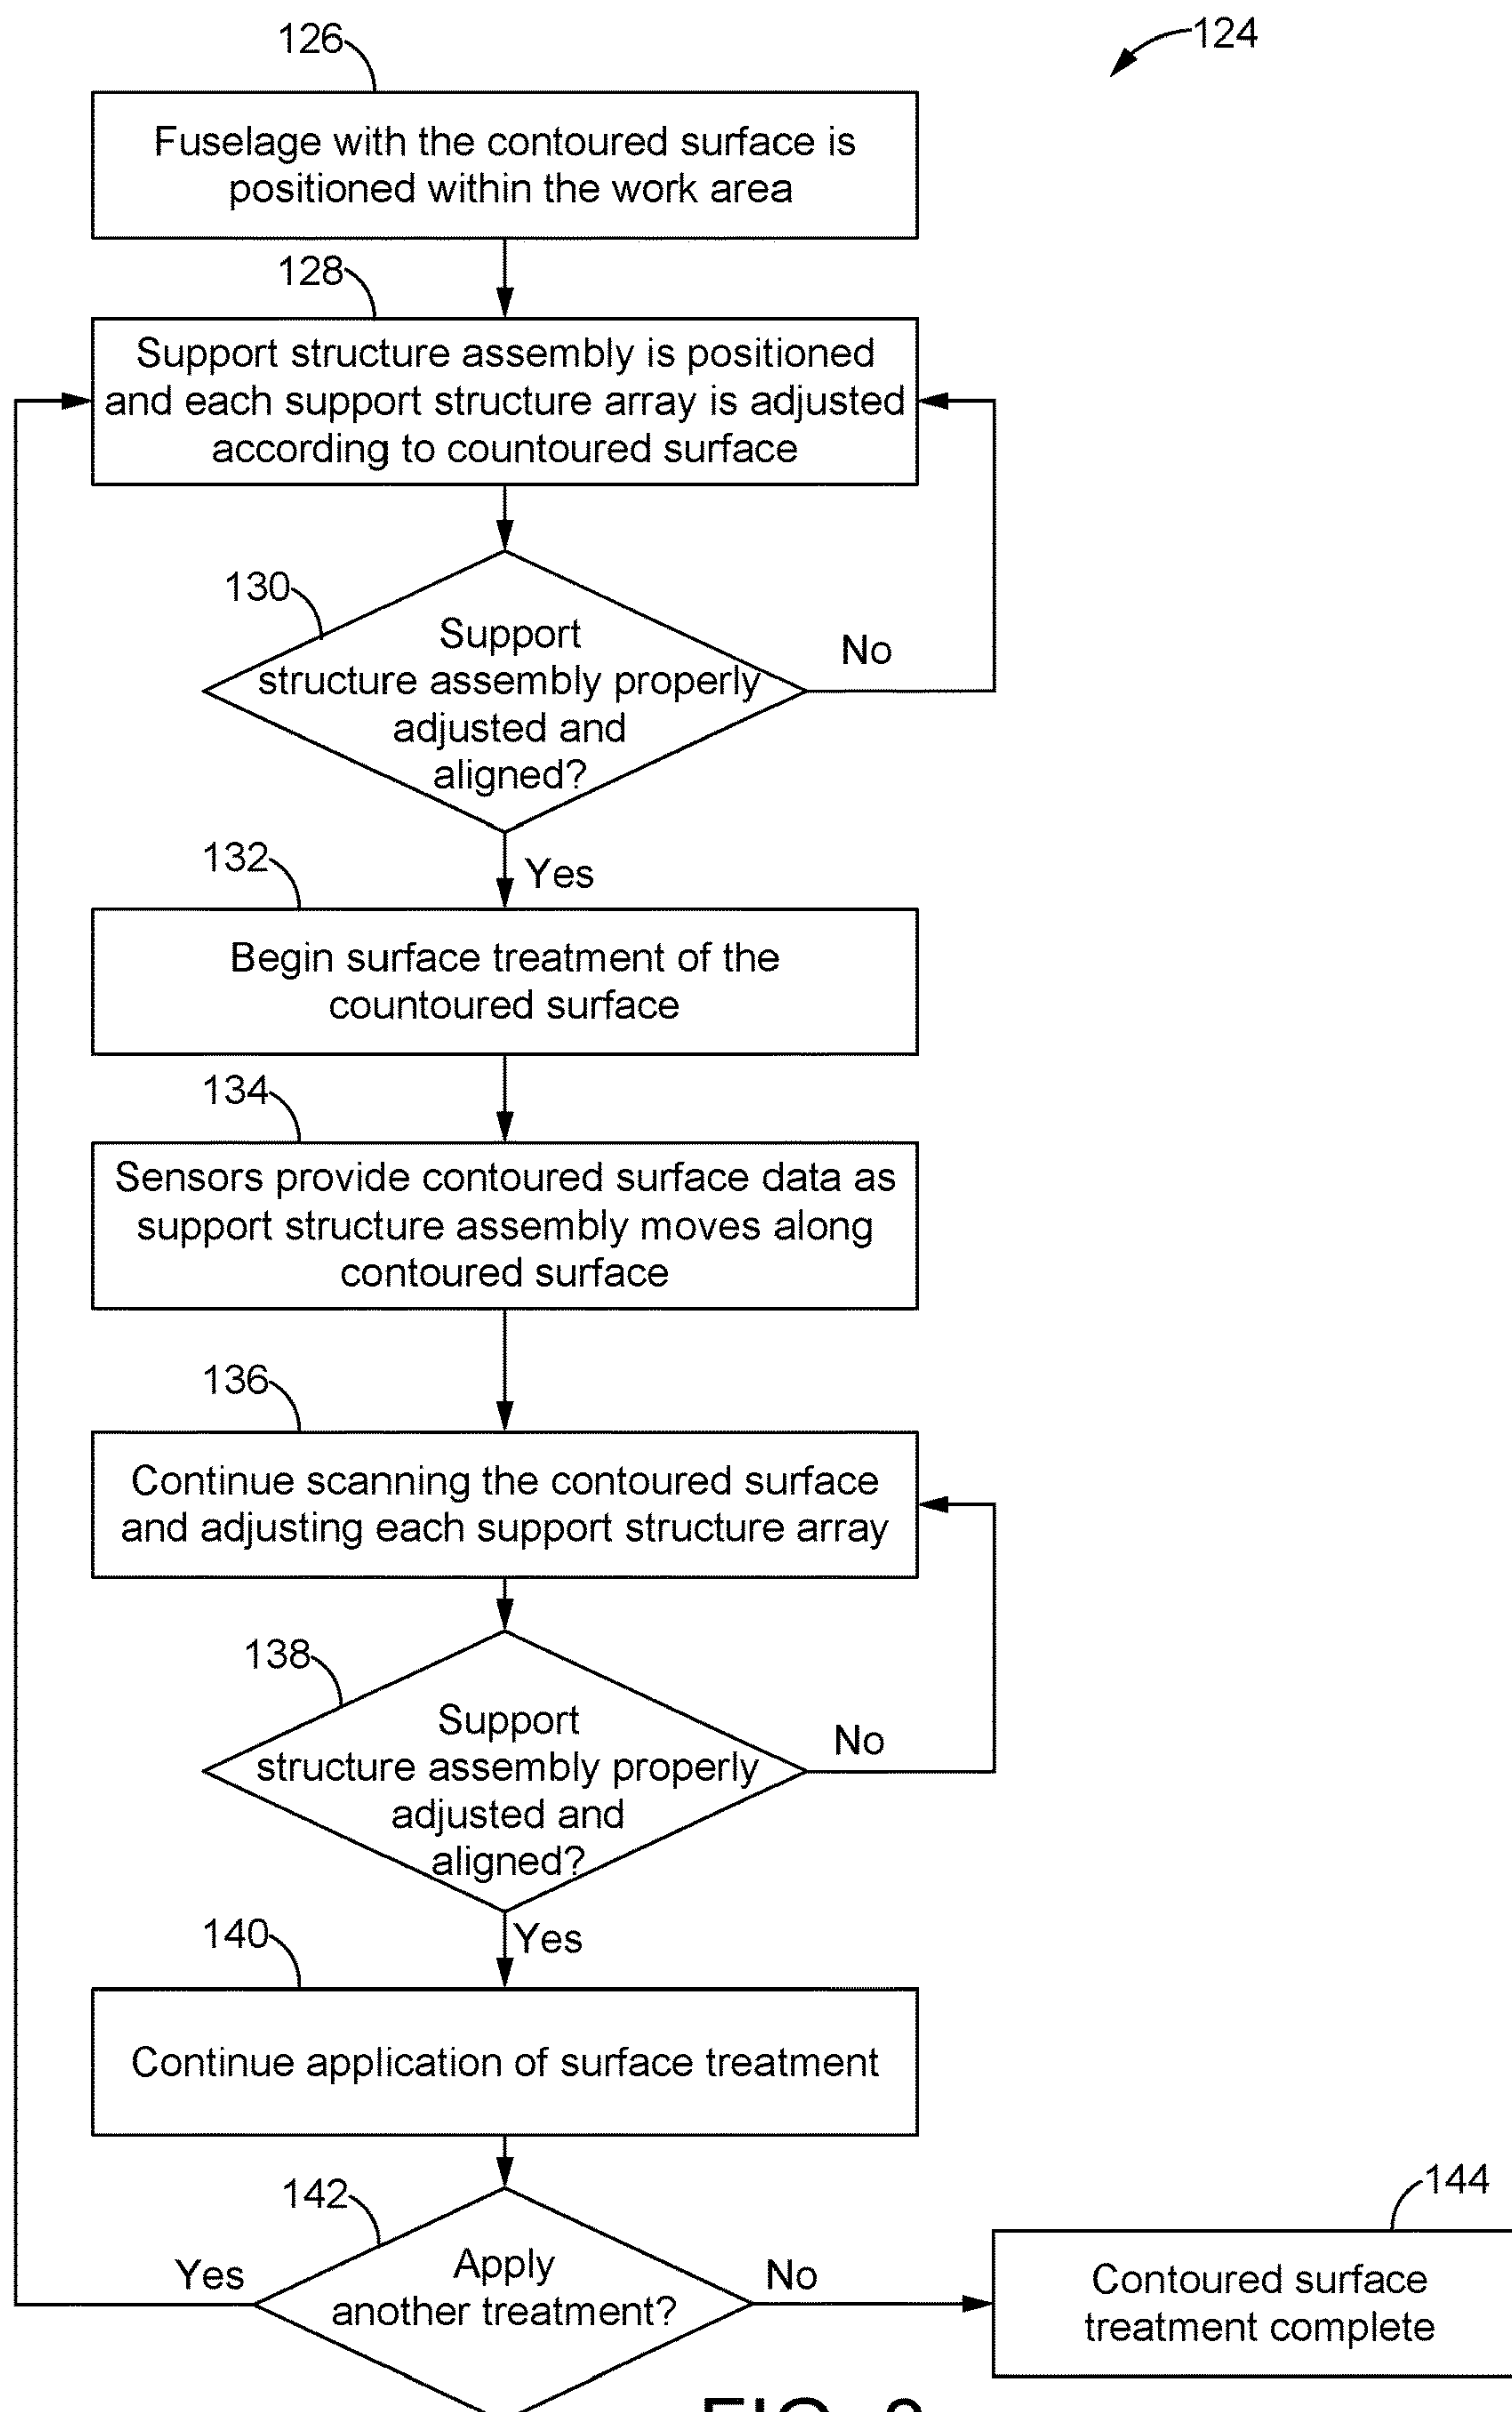 124
126
Fuselage with the contoured surface is
positioned within the work area
128
Support structure assembly is positioned
and each support structure array is adjusted
according to countoured surface
130
Support
structure assembly properly
adjusted and
aligned?
No
Yes
132
Begin surface treatment of the
countoured surface
134
Sensors provide contoured surface data as
support structure assembly moves along
contoured surface
136
Continue scanning the contoured surface
and adjusting each support structure array
138
Support
structure assembly properly
adjusted and
aligned?
No
Yes
140
Continue application of surface treatment
142
Apply
another treatment?
Yes
No
144
Contoured surface
treatment complete
FIG.